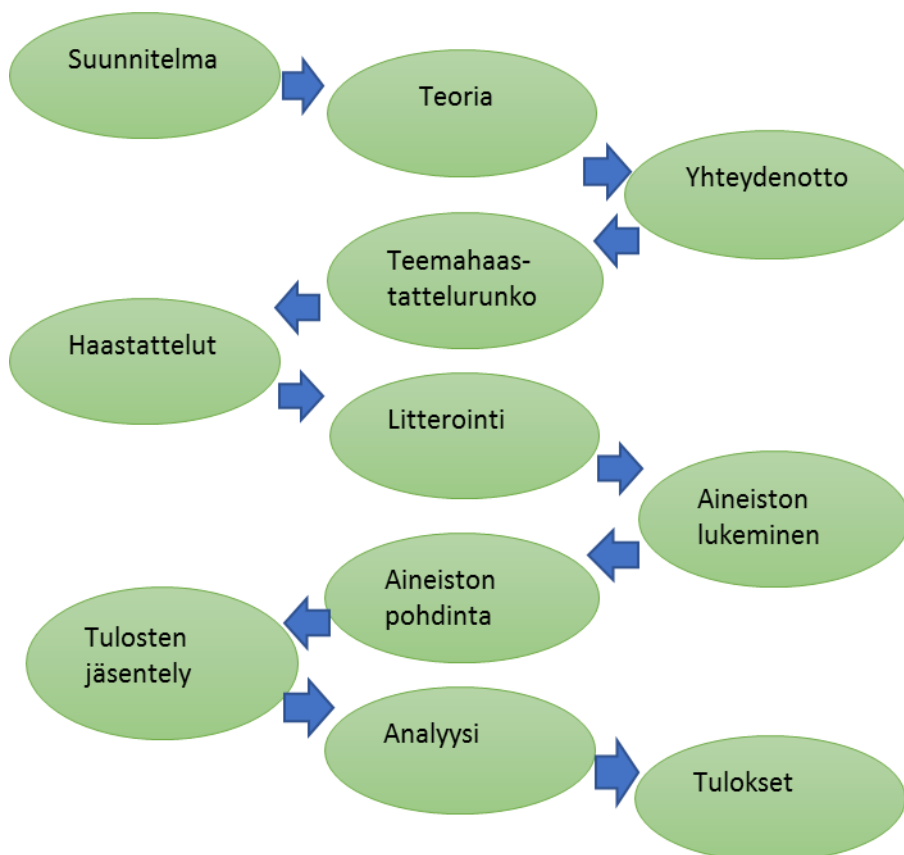 Suunnitelma
Teoria
Yhteydenotto
Teemahaas-
tattelurunko
Haastattelut
Litterointi
Aineiston
lukeminen
Aineiston
pohdinta
Tulosten
jäsentely
Analyysi
Tulokset